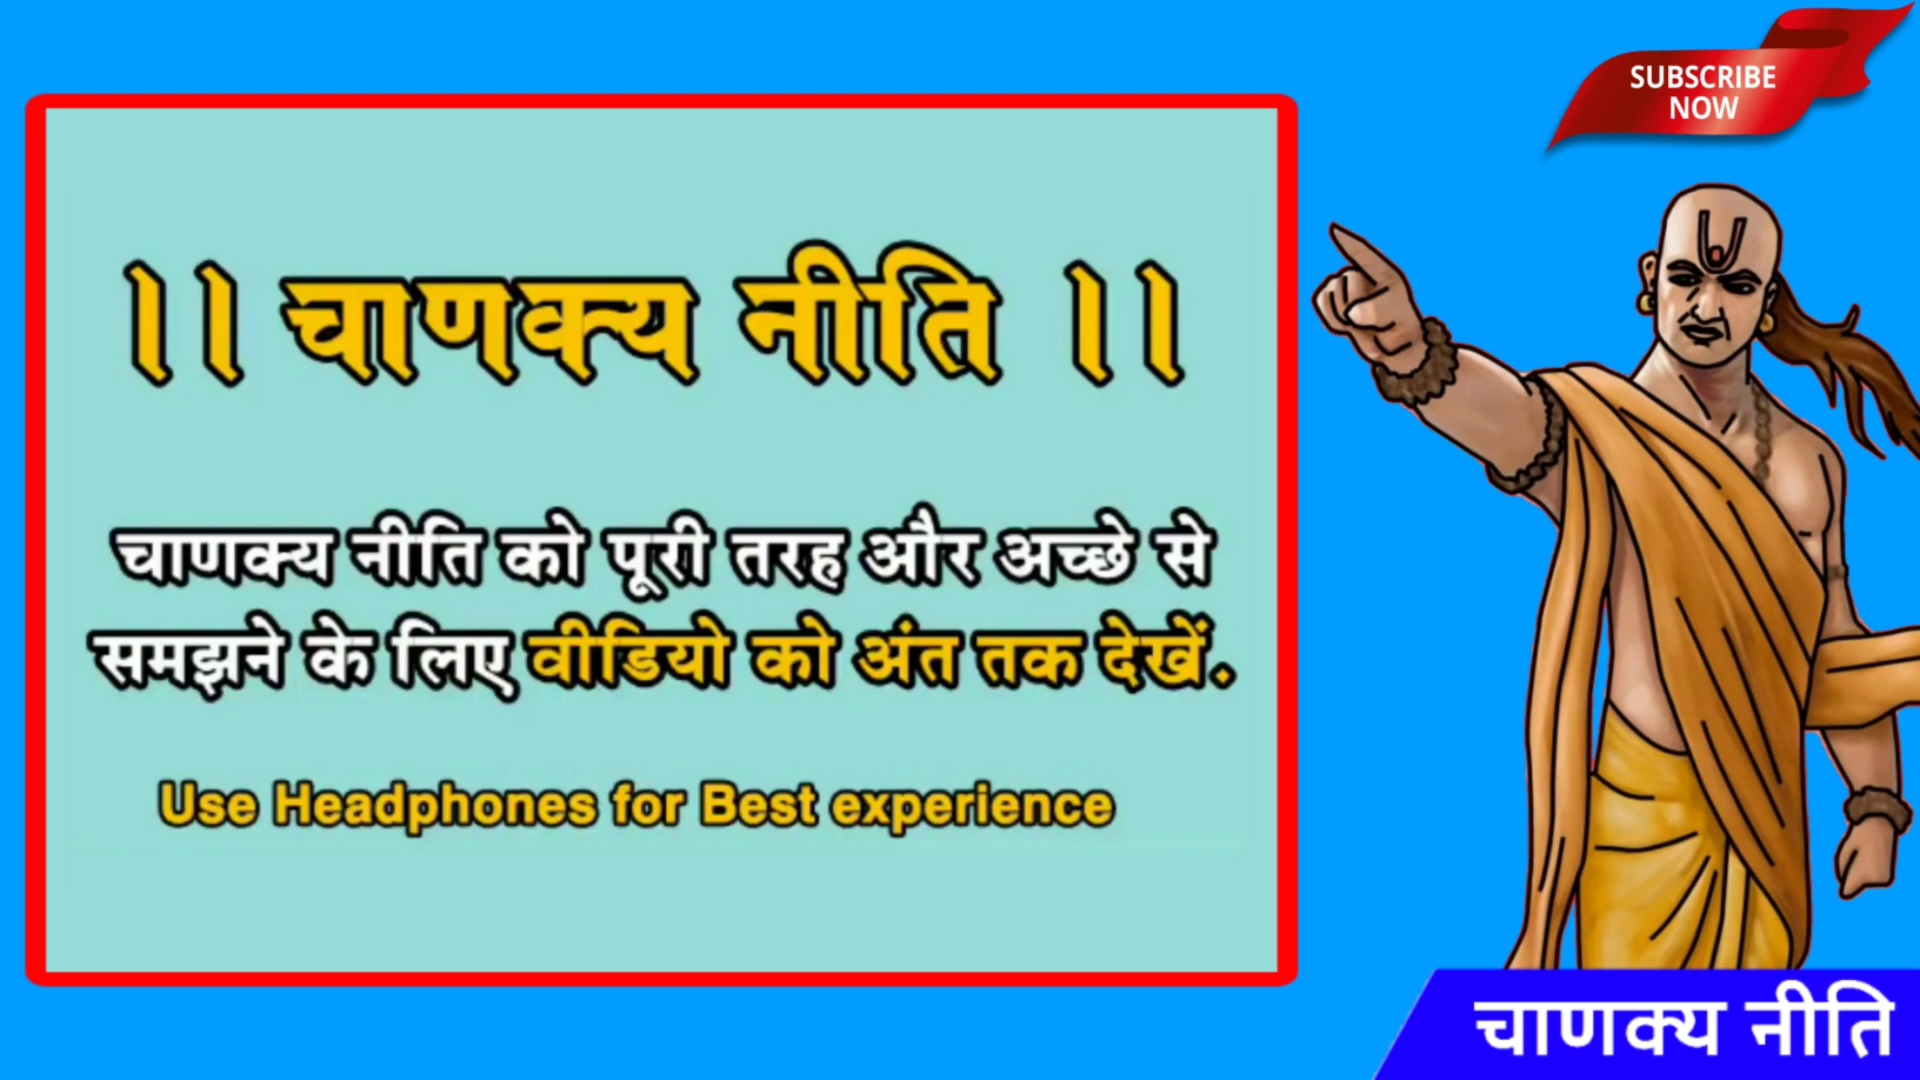 SUBSCRIBE
NOW
।। चाणक्य नीति ।।
चाणक्य नीति को पूरी तरह और अच्छे से
समझने के लिए वीडियो को अंत तक देखें.
Use Headphones for Best experience
चाणक्य नीति